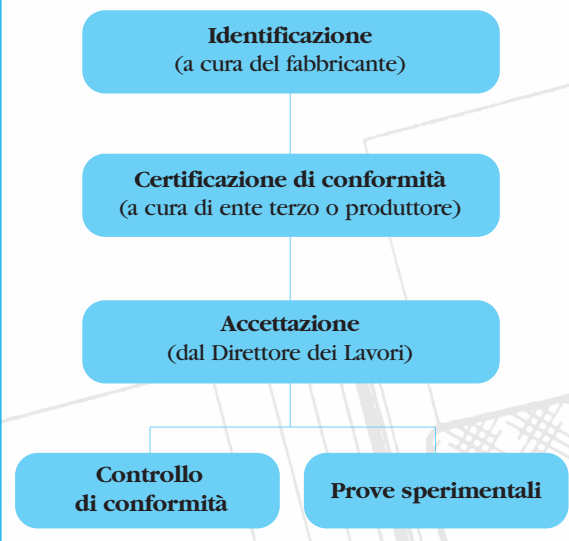 Identificazione
(a cura del fabbricante)
Certificazione di conformità
(a cura di ente terzo o produttore)
Accettazione
(dal Direttore dei Lavori)
Controllo
di conformità
Prove sperimentali